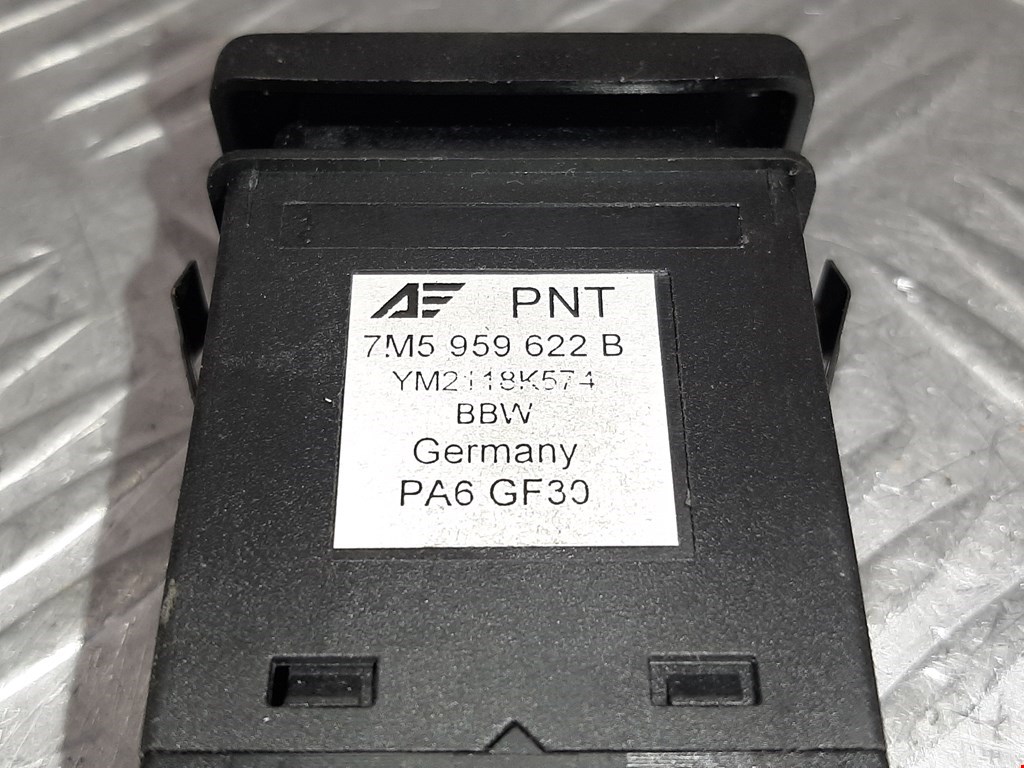 AE PNT
7M5 959 622 B
YM2118K574
BBW
Germany
PA6 GF30